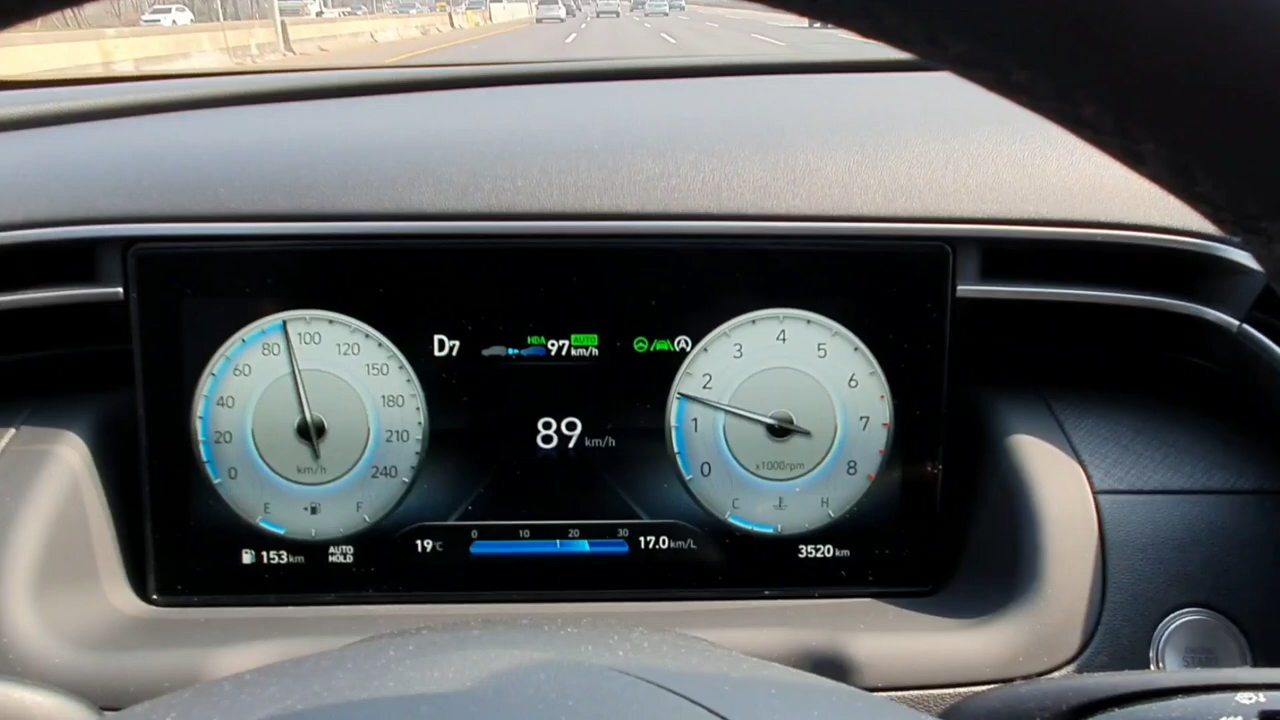 100
80
120
60
150
40
180
20
210
0
240
km/h
E
F
153 km
AUTO
HOLD
D7
HDA
AUTO
97 km/h
A
89 km/h
0 10 20 30
19℃
17.0 km/L
4
3
5
2
6
1
7
0
8
x1000rpm
C
H
3520 km
START